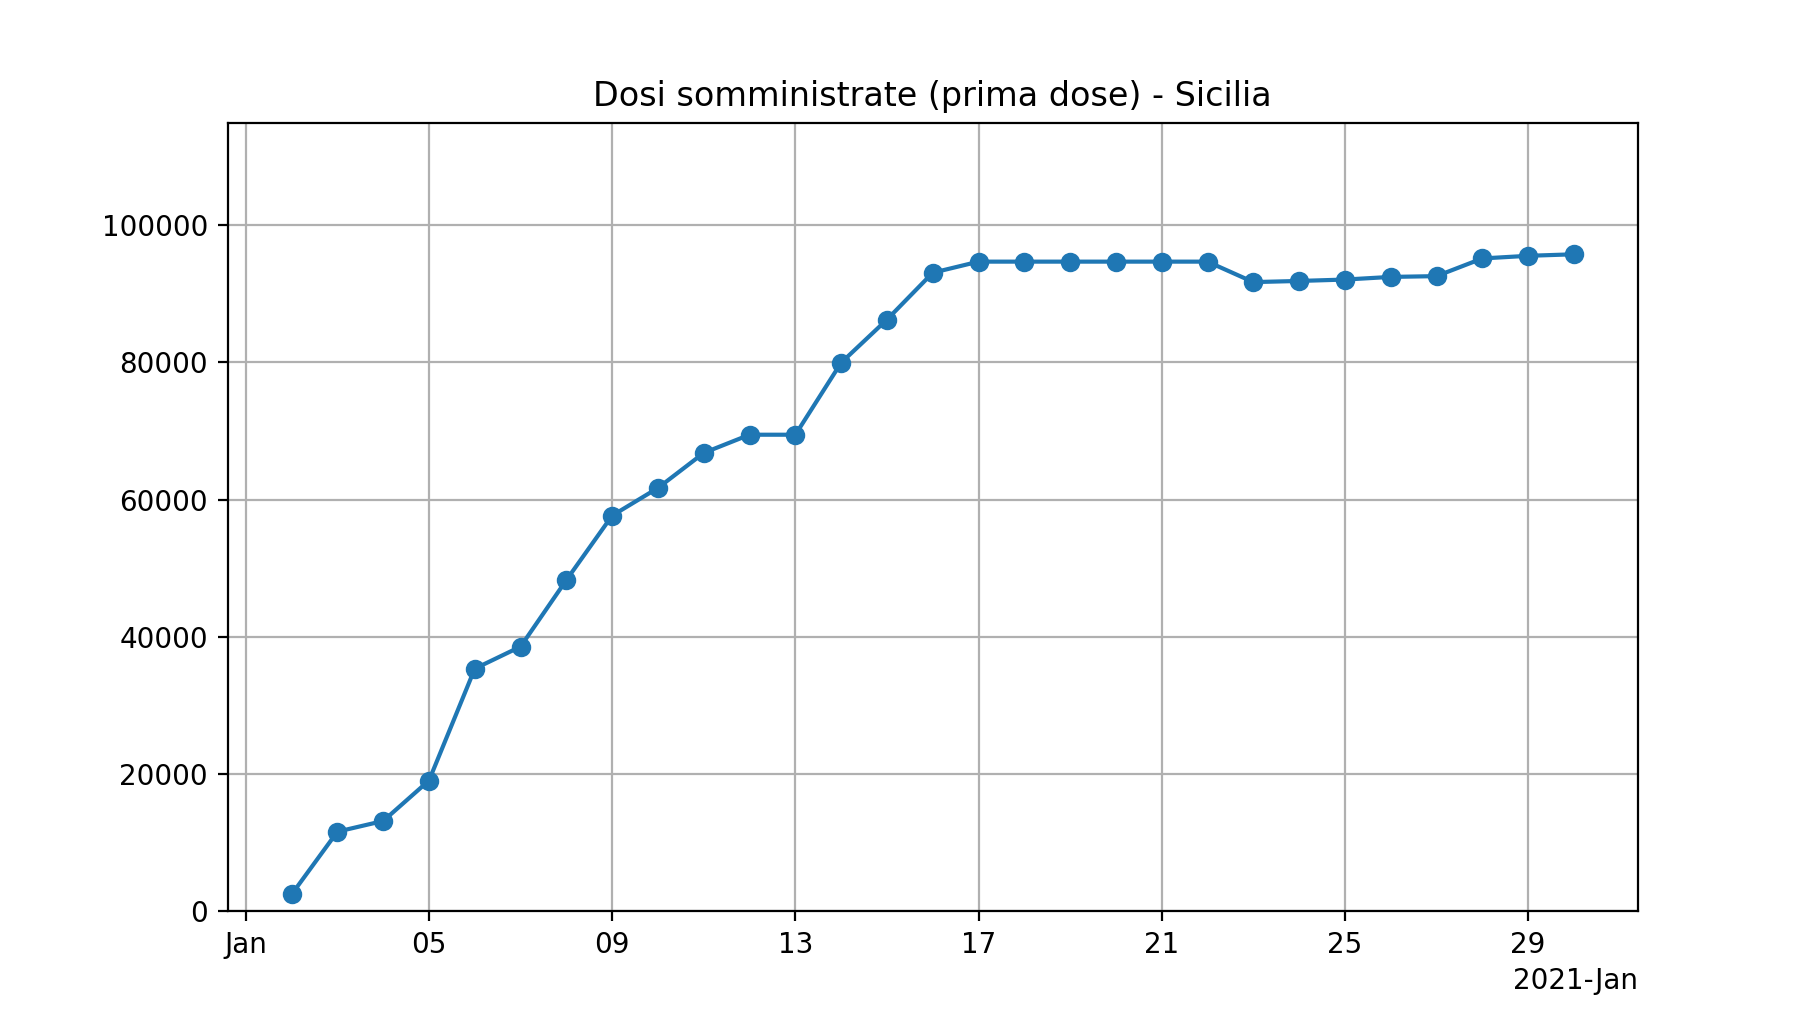 Dosi somministrate (prima dose) - Sicilia
100000
80000
60000
40000
20000
0
Jan 05 09 13 17 21 25 29
2021-Jan